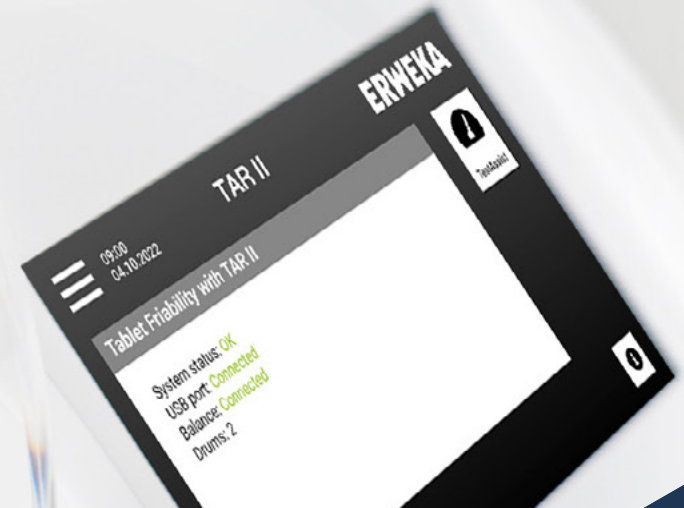 ERWEKA
TAR II
09:00
04.10.2022
TestAssist
Tablet Friability with TAR II
System status: OK
USB port: Connected
Balance: Connected
Drums: 2
i